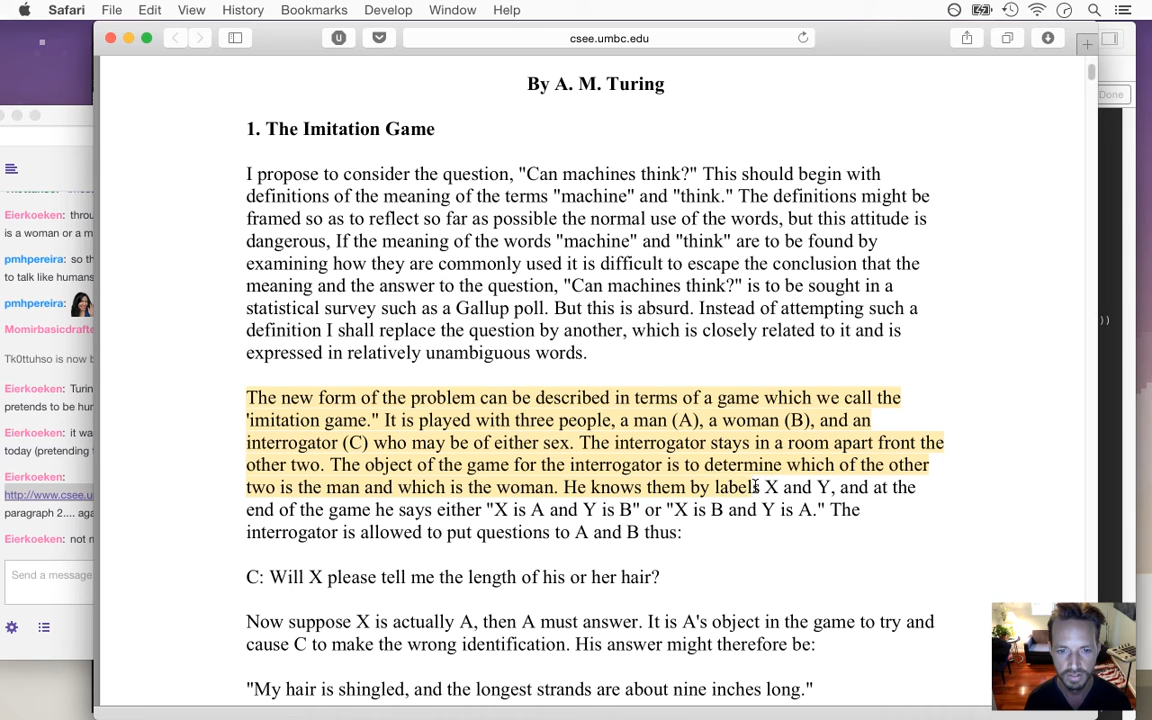 Safari File Edit View History Bookmarks Develop Window Help
csee.umbc.edu
Done
By A. M. Turing
1. The Imitation Game
I propose to consider the question, "Can machines think?" This should begin with
definitions of the meaning of the terms "machine" and "think." The definitions might be
framed so as to reflect so far as possible the normal use of the words, but this attitude is
dangerous, If the meaning of the words "machine" and "think" are to be found by
examining how they are commonly used it is difficult to escape the conclusion that the
meaning and the answer to the question, "Can machines think?" is to be sought in a
statistical survey such as a Gallup poll. But this is absurd. Instead of attempting such a
definition I shall replace the question by another, which is closely related to it and is
expressed in relatively unambiguous words.
The new form of the problem can be described in terms of a game which we call the
'imitation game." It is played with three people, a man (A), a woman (B), and an
interrogator (C) who may be of either sex. The interrogator stays in a room apart front the
other two. The object of the game for the interrogator is to determine which of the other
two is the man and which is the woman. He knows them by labels X and Y, and at the
end of the game he says either "X is A and Y is B" or "X is B and Y is A." The
interrogator is allowed to put questions to A and B thus:
C: Will X please tell me the length of his or her hair?
Now suppose X is actually A, then A must answer. It is A's object in the game to try and
cause C to make the wrong identification. His answer might therefore be:
"My hair is shingled, and the longest strands are about nine inches long."
Eierkoeken: throu
is a woman or a m
pmhpereira: so th
to talk like humans
pmhpereira:
Momirbasicdrafte
Tk0ttuhso is now b
Eierkoeken: Turin
pretends to be hur
Eierkoeken: it wa
today (pretending
Eierkoeken:
http://www.csee.u
paragraph 2.... aga
Eierkoeken: not n
Send a message
))